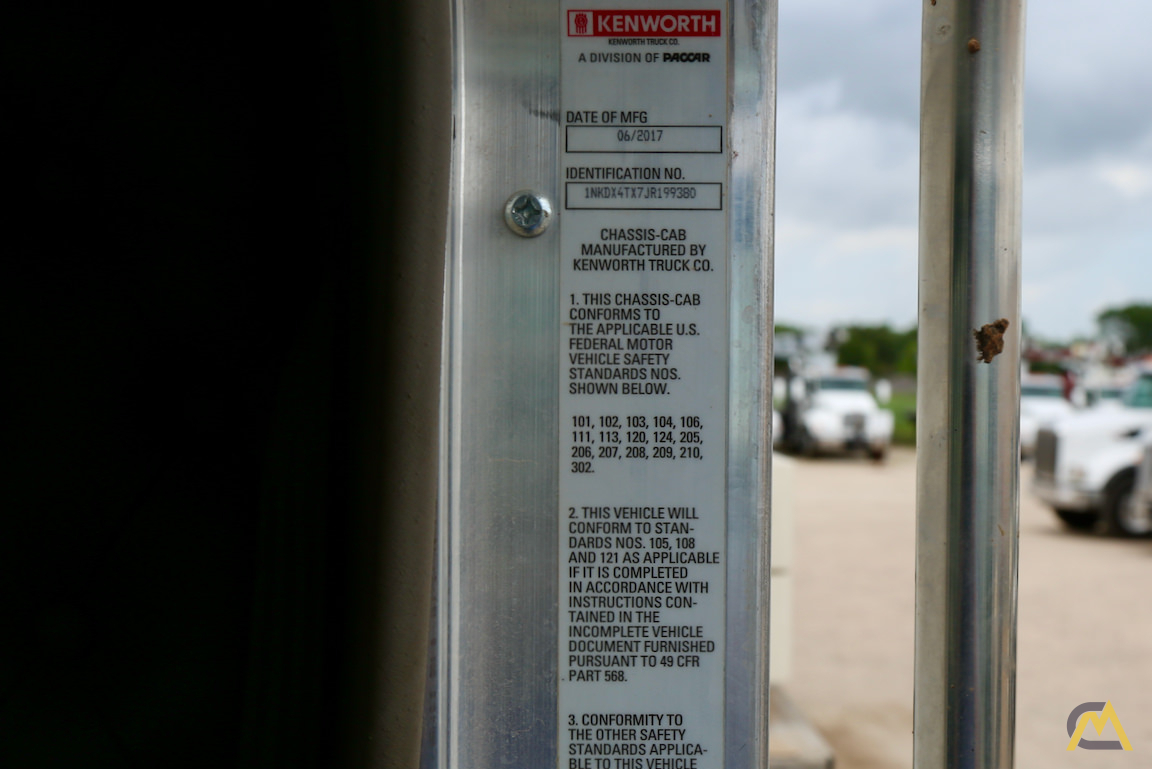 KENWORTH
KENWORTH TRUCK CO.
A DIVISION OF PACCAR
DATE OF MFG
06/2017
IDENTIFICATION NO.
1NKDX4TX7JR199380
CHASSIS-CAB
MANUFACTURED BY
KENWORTH TRUCK CO.
1. THIS CHASSIS-CAB
CONFORMS TO
THE APPLICABLE U.S.
FEDERAL MOTOR
VEHICLE SAFETY
STANDARDS NOS.
SHOWN BELOW.
101, 102, 103, 104, 106,
111, 113, 120, 124, 205,
206, 207, 208, 209, 210,
302.
2. THIS VEHICLE WILL
CONFORM TO STAN-
DARDS NOS. 105, 108
AND 121 AS APPLICABLE
IF IT IS COMPLETED
IN ACCORDANCE WITH
INSTRUCTIONS CON-
TAINED IN THE
INCOMPLETE VEHICLE
DOCUMENT FURNISHED
PURSUANT TO 49 CFR
PART 568.
3. CONFORMITY TO
THE OTHER SAFETY
STANDARDS APPLICA-
BLE TO THIS VEHICLE